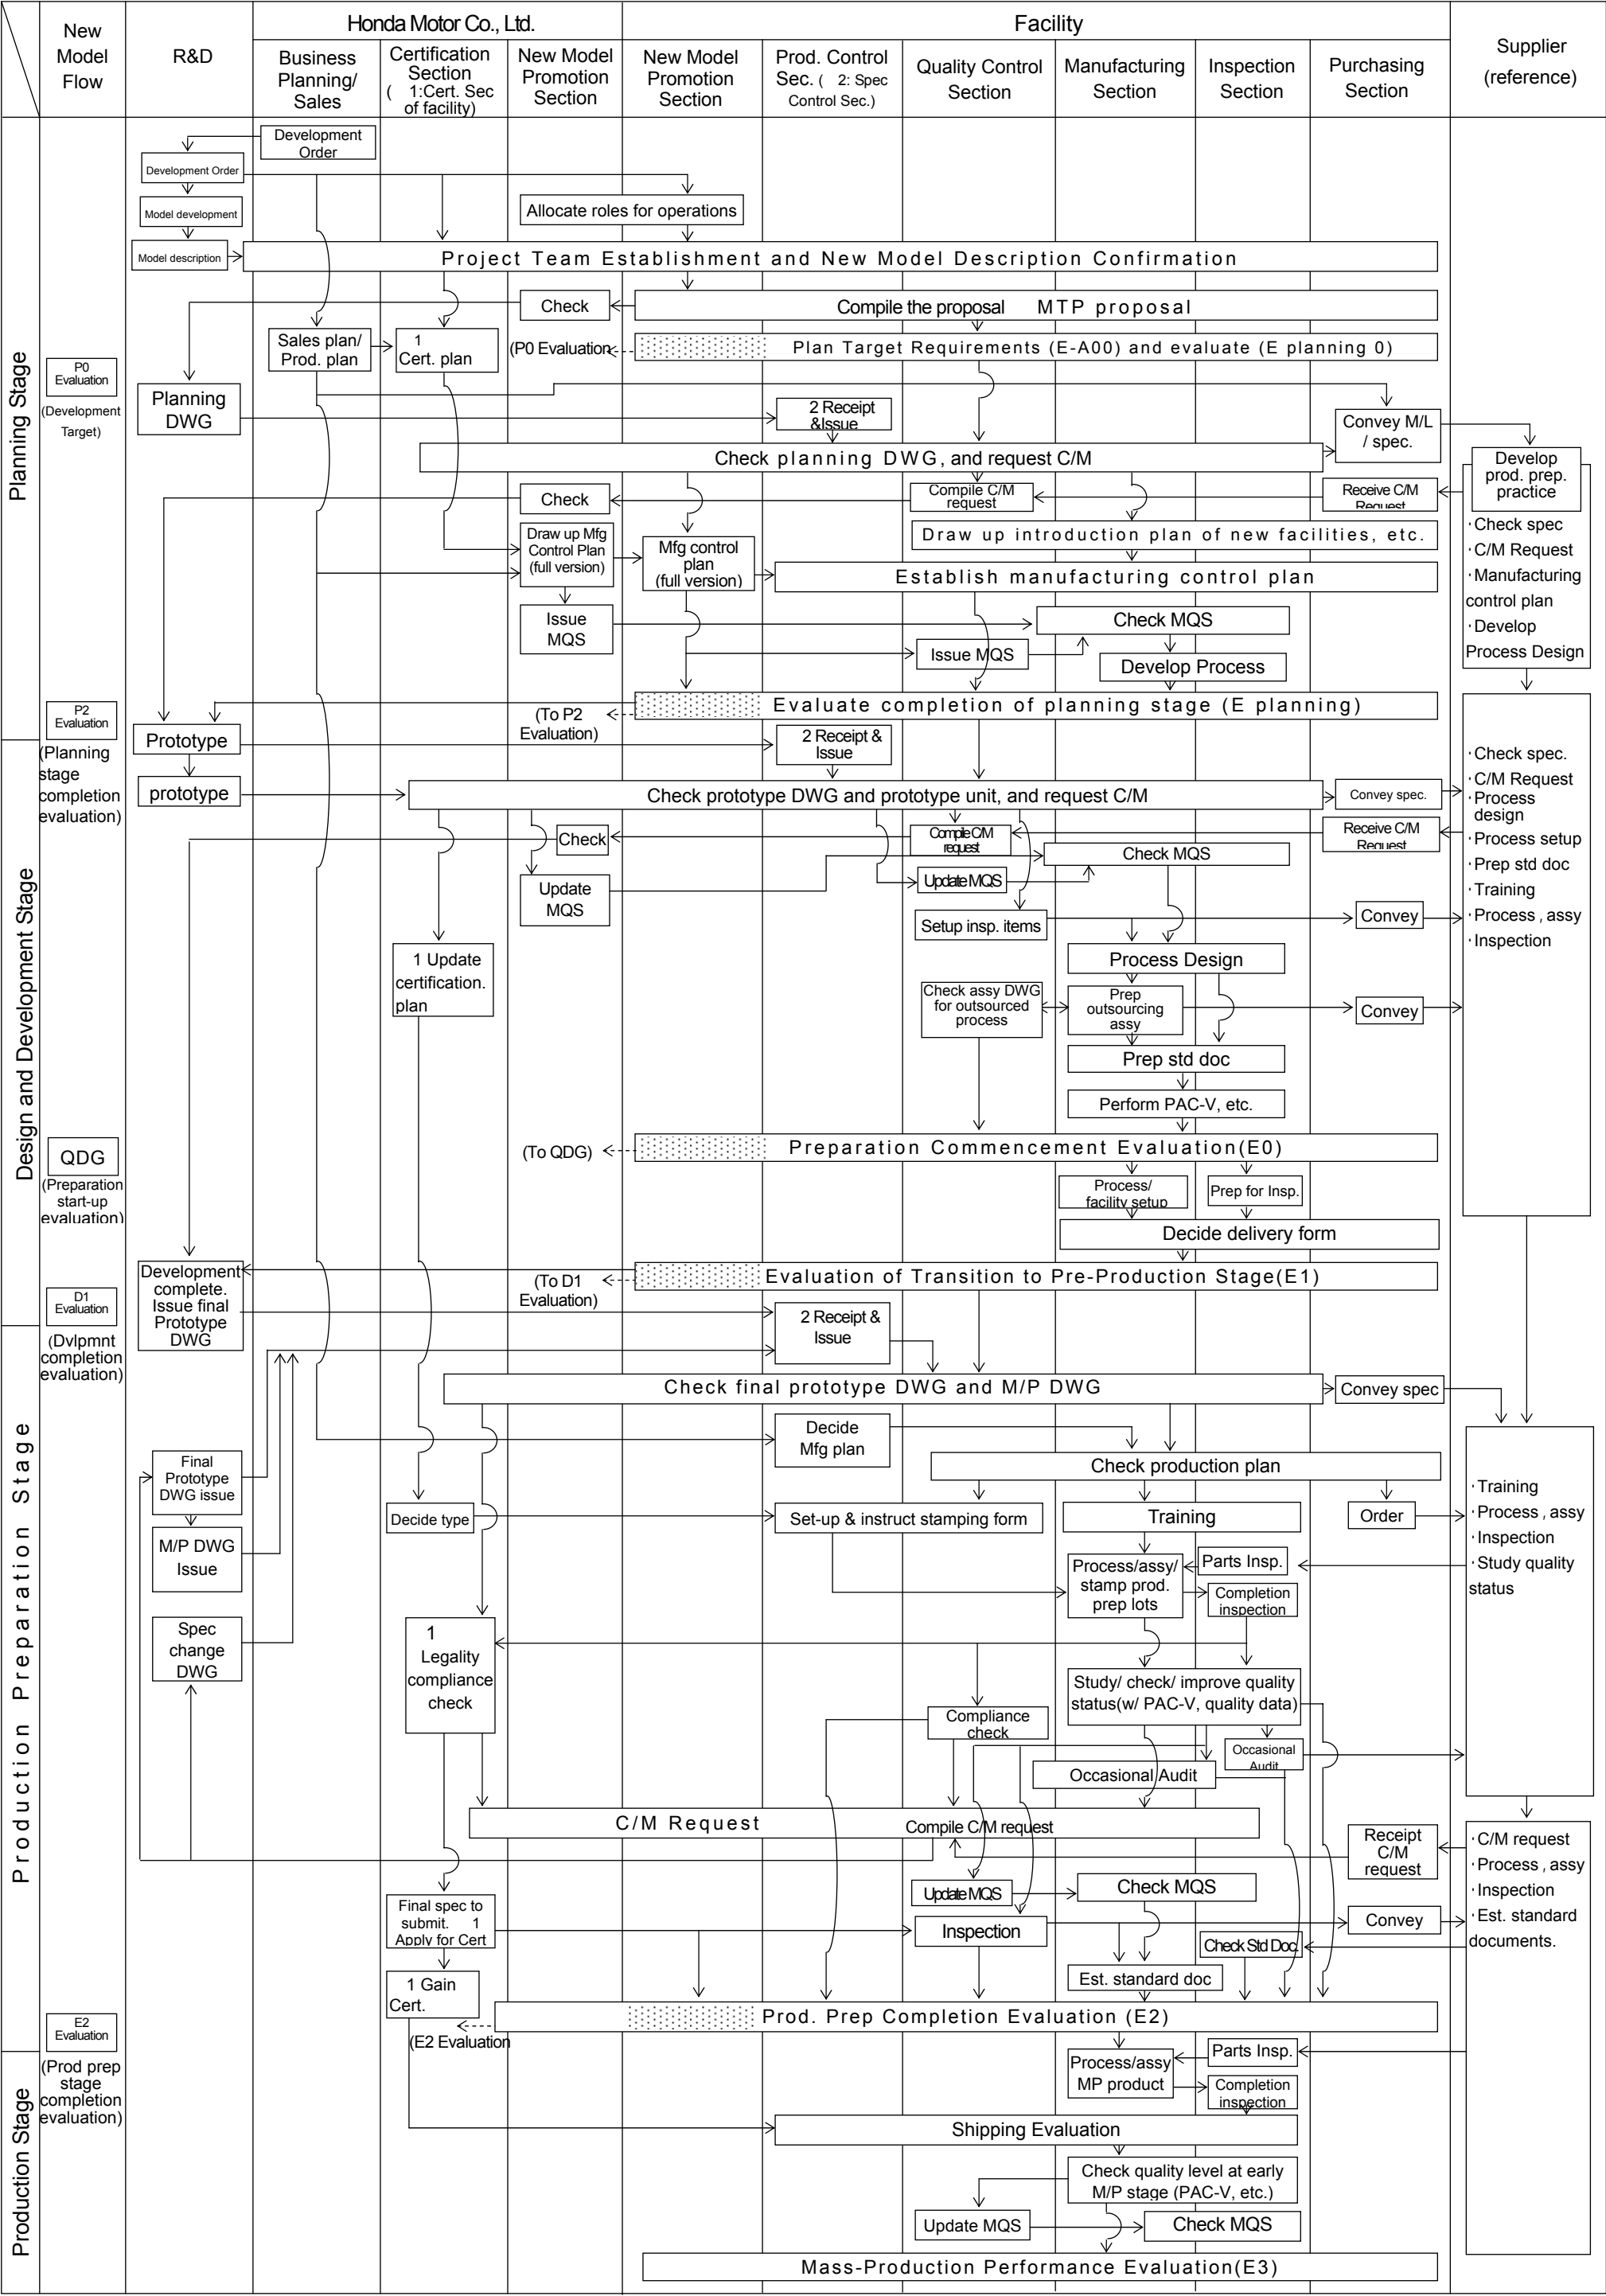 New
Model
Flow
R&D
Honda Motor Co., Ltd.
Business
Planning/
Sales
Certification
Section
( 1:Cert. Sec
of facility)
New Model
Promotion
Section
Facility
New Model
Promotion
Section
Prod. Control
Sec. ( 2: Spec
Control Sec.)
Quality Control
Section
Manufacturing
Section
Inspection
Section
Purchasing
Section
Supplier
(reference)
Planning Stage
Development
Order
Development Order
Model development
Allocate roles for operations
Model description
Project Team Establishment and New Model Description Confirmation
Check
Compile the proposal MTP proposal
Sales plan/
Prod. plan
1
Cert. plan
(P0 Evaluation
Plan Target Requirements (E-A00) and evaluate (E planning 0)
P0
Evaluation
(Development
Target)
Planning
DWG
2 Receipt
&Issue
Convey M/L
/ spec.
Check planning DWG, and request C/M
Develop
prod. prep.
practice
Check
Compile C/M
request
Receive C/M
Request
·Check spec
·C/M Request
·Manufacturing
control plan
·Develop
Process Design
Draw up Mfg
Control Plan
(full version)
Mfg control
plan
(full version)
Draw up introduction plan of new facilities, etc.
Establish manufacturing control plan
Issue
MQS
Check MQS
Issue MQS
Develop Process
P2
Evaluation
(Planning
stage
completion
evaluation)
Evaluate completion of planning stage (E planning)
(To P2
Evaluation)
Design and Development Stage
Prototype
2 Receipt &
Issue
prototype
Check prototype DWG and prototype unit, and request C/M
Convey spec.
·Check spec.
·C/M Request
·Process
design
·Process setup
·Prep std doc
·Training
·Process , assy
·Inspection
Check
Compile C/M
request
Receive C/M
Request
Check MQS
Update
MQS
Update MQS
Setup insp. items
Convey
1 Update
certification.
plan
Process Design
Check assy DWG
for outsourced
process
Prep
outsourcing
assy
Convey
Prep std doc
Perform PAC-V, etc.
QDG
(Preparation
start-up
evaluation)
(To QDG)
Preparation Commencement Evaluation(E0)
Process/
facility setup
Prep for Insp.
Decide delivery form
Development
complete.
Issue final
Prototype
DWG
(To D1
Evaluation)
Evaluation of Transition to Pre-Production Stage(E1)
D1
Evaluation
(Dvlpmnt
completion
evaluation)
Production Preparation Stage
2 Receipt &
Issue
Check final prototype DWG and M/P DWG
Convey spec
Decide
Mfg plan
Final
Prototype
DWG issue
Check production plan
·Training
·Process , assy
·Inspection
·Study quality
status
Decide type
Set-up & instruct stamping form
Training
Order
M/P DWG
Issue
Process/assy/
stamp prod.
prep lots
Parts Insp.
Completion
inspection
Spec
change
DWG
1
Legality
compliance
check
Study/ check/ improve quality
status(w/ PAC-V, quality data)
Compliance
check
Occasional
Audit
Occasional Audit
C/M Request
Compile C/M request
Receipt
C/M
request
·C/M request
·Process , assy
·Inspection
·Est. standard
documents.
Update MQS
Check MQS
Final spec to
submit. 1
Apply for Cert
Inspection
Convey
Check Std Doc.
1 Gain
Cert.
Est. standard doc
E2
Evaluation
(Prod prep
stage
completion
evaluation)
(E2 Evaluation
Prod. Prep Completion Evaluation (E2)
Production Stage
Process/assy
MP product
Parts Insp.
Completion
inspection
Shipping Evaluation
Check quality level at early
M/P stage (PAC-V, etc.)
Update MQS
Check MQS
Mass-Production Performance Evaluation(E3)